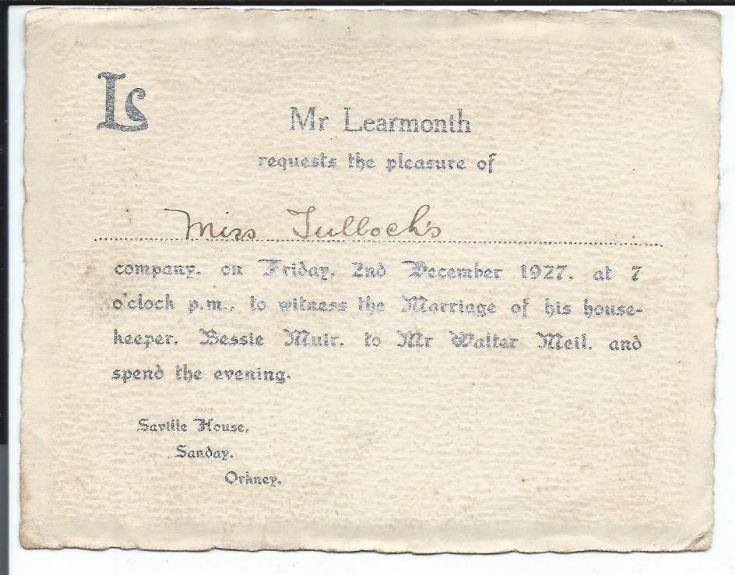 Ls
Mr Learmonth
requests the pleasure of
Miss Tulloch's
company, on Friday, 2nd December 1927, at 7
o'clock p.m., to witness the Marriage of his house-
keeper, Bessie Muir, to Mr Walter Meil, and
spend the evening.
Saville House,
Sanday,
Orkney.